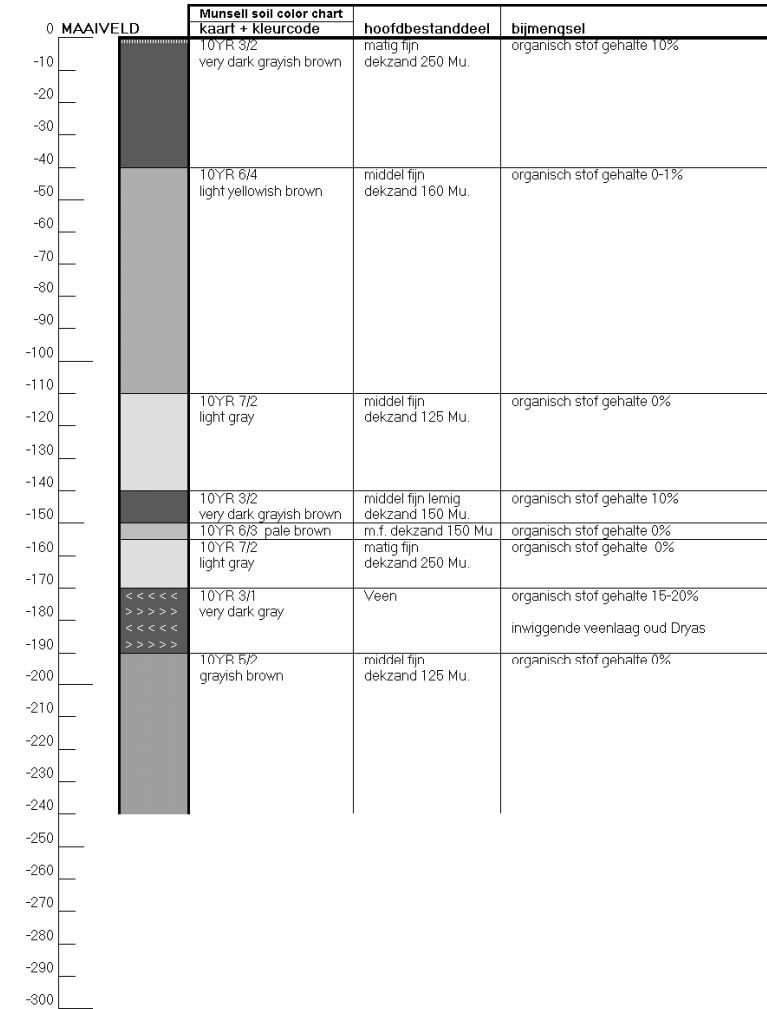 Munsell soil color chart
0 MAAIVELD kaart + kleurcode hoofdbestanddeel bijmengsel
10YR 3/2 matig fijn organisch stof gehalte 10%
-10 very dark grayish brown dekzand 250 Mu.
-20
-30
-40
10YR 6/4 middel fijn organisch stof gehalte 0-1%
-50 light yellowish brown dekzand 160 Mu.
-60
-70
-80
-90
-100
-110
10YR 7/2 middel fijn organisch stof gehalte 0%
-120 light gray dekzand 125 Mu.
-130
-140
10YR 3/2 middel fijn lemig organisch stof gehalte 10%
-150 very dark grayish brown dekzand 150 Mu.
10YR 6/3 pale brown m.f. dekzand 150 Mu organisch stof gehalte 0%
-160 10YR 7/2 matig fijn organisch stof gehalte 0%
light gray dekzand 250 Mu.
-170
< < < < < 10YR 3/1 Veen organisch stof gehalte 15-20%
-180 > > > > > very dark gray
< < < < < inwiggende veenlaag oud Dryas
-190 > > > > >
10YR 5/2 middel fijn organisch stof gehalte 0%
-200 grayish brown dekzand 125 Mu.
-210
-220
-230
-240
-250
-260
-270
-280
-290
-300